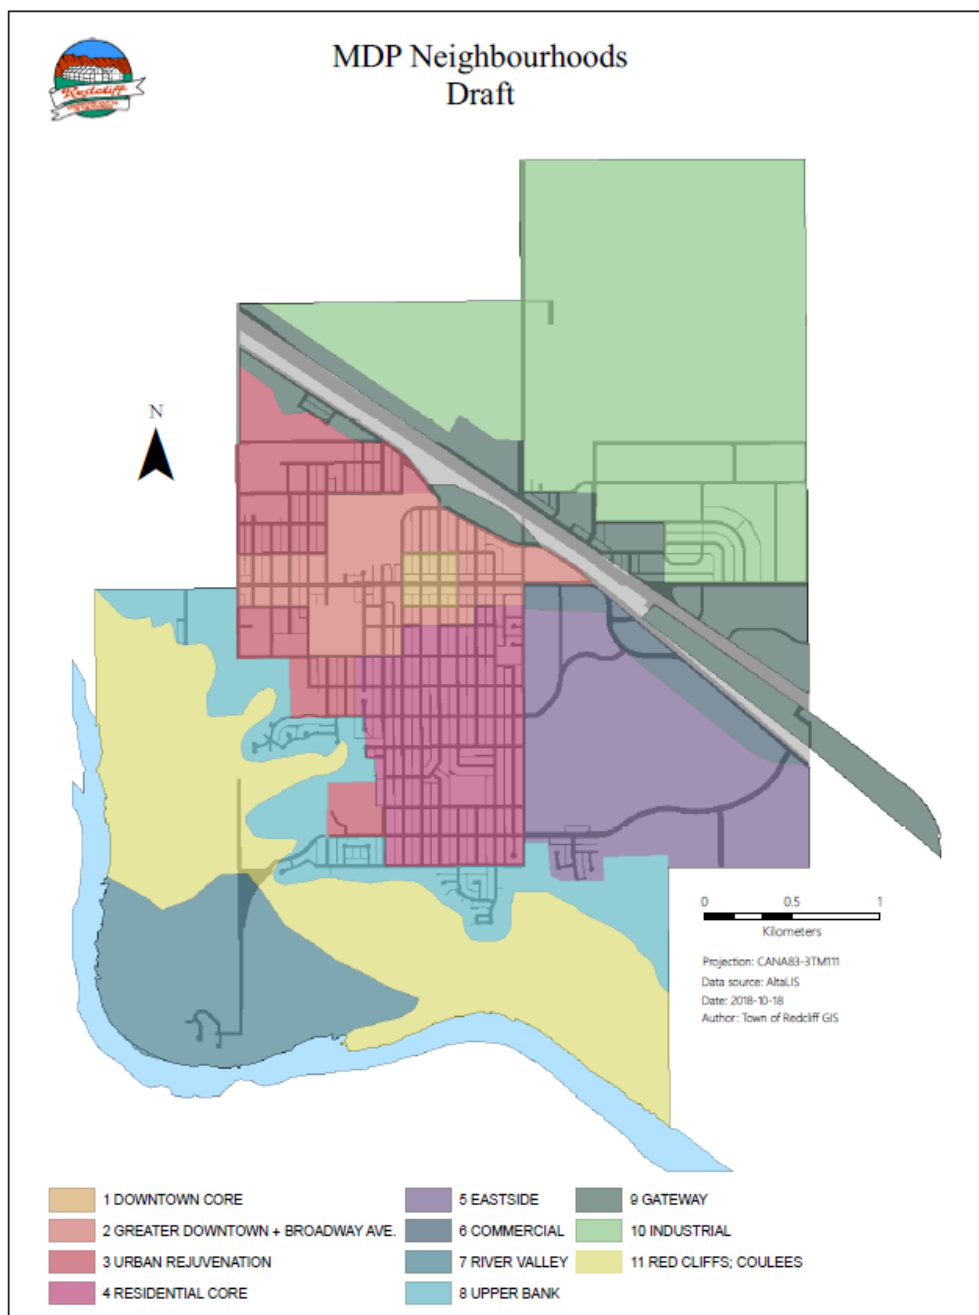 MDP Neighbourhoods
Draft
Redcliff
N
0 0.5 1
Kilometers
Projection: CANA83-3TM111
Data source: AltaLIS
Date: 2018-10-18
Author: Town of Redcliff GIS
1 DOWNTOWN CORE
2 GREATER DOWNTOWN + BROADWAY AVE.
3 URBAN REJUVENATION
4 RESIDENTIAL CORE
5 EASTSIDE
6 COMMERCIAL
7 RIVER VALLEY
8 UPPER BANK
9 GATEWAY
10 INDUSTRIAL
11 RED CLIFFS; COULEES